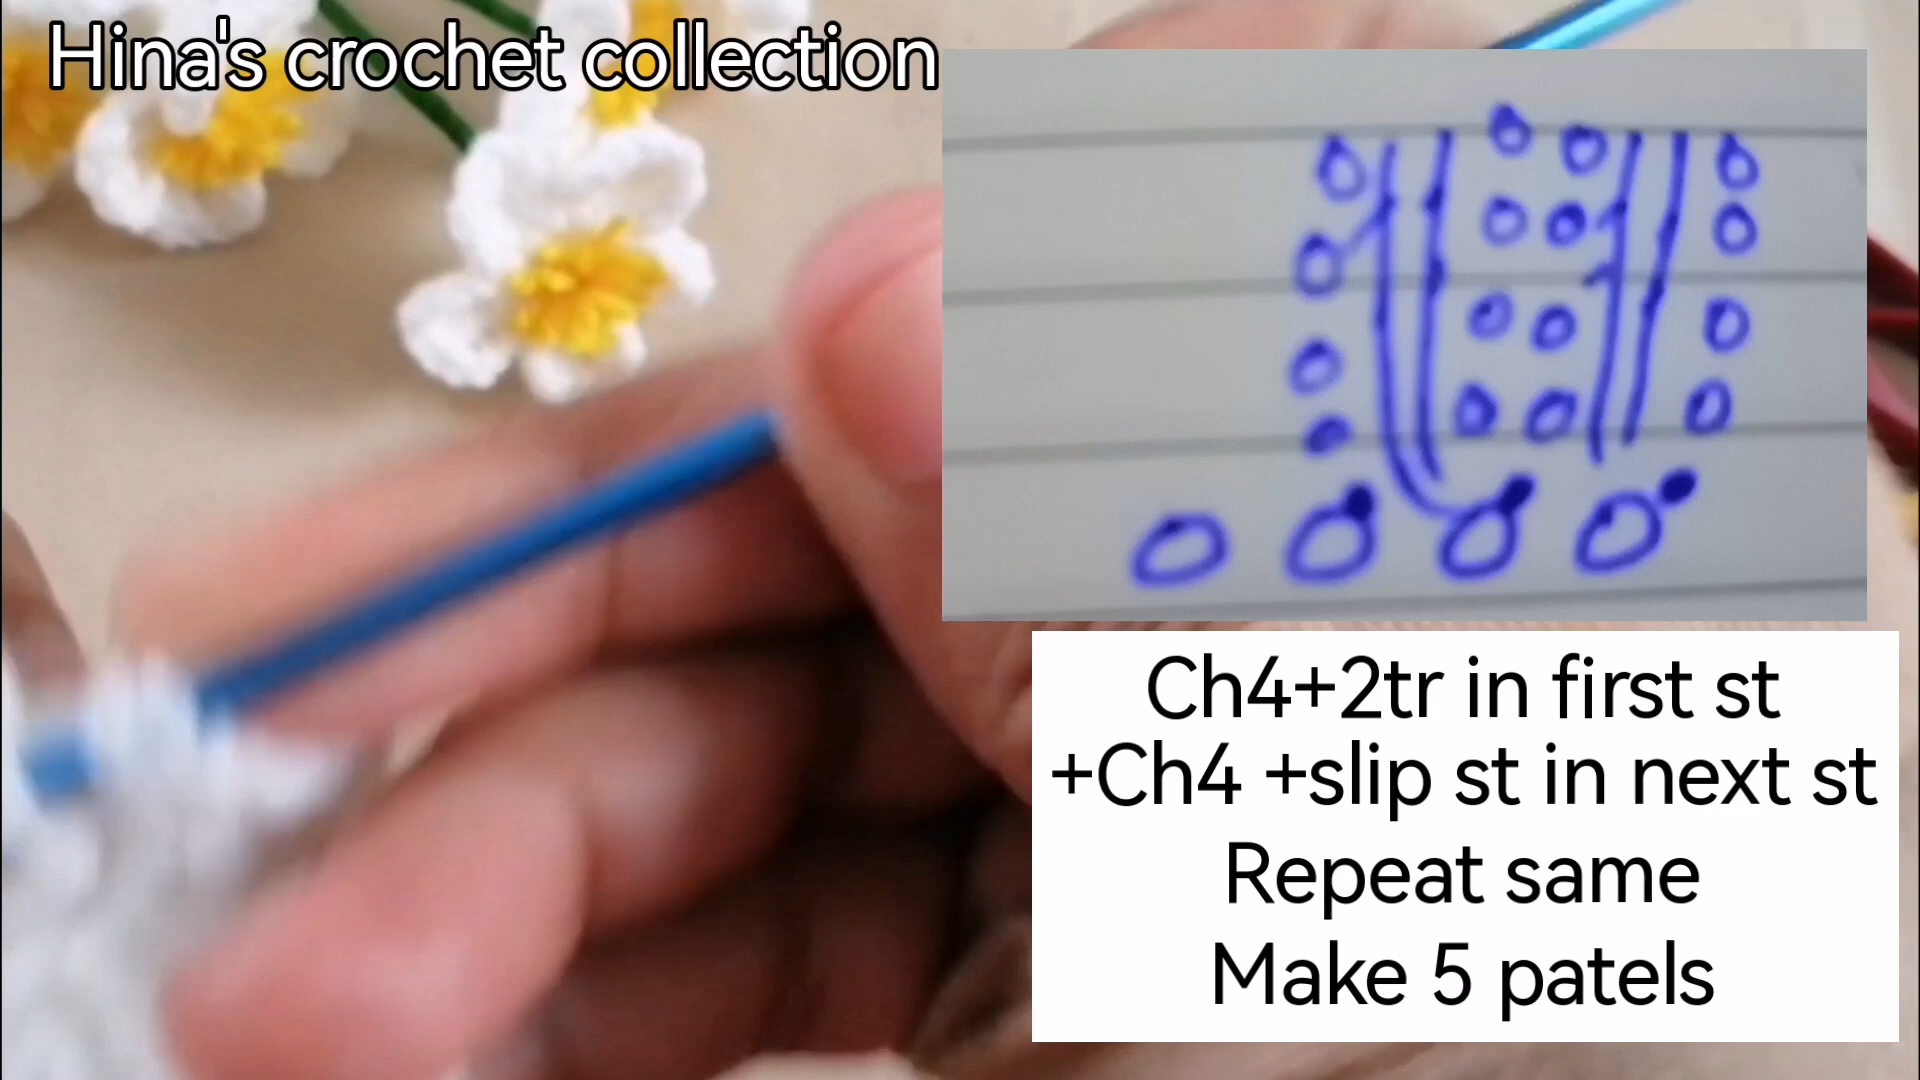 Hina's crochet collection
Ch4+2tr in first st
+Ch4 +slip st in next st
Repeat same
Make 5 patels